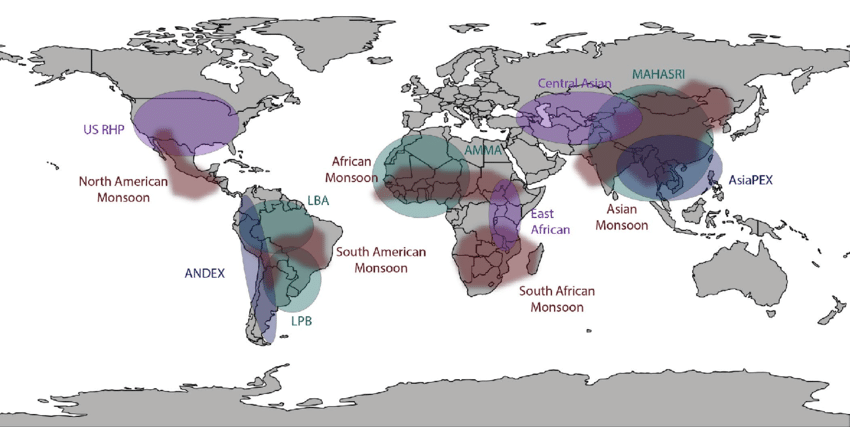 Central Asian
MAHASRI
US RHP
AMMA
African
Monsoon
North American
Monsoon
AsiaPEX
LBA
East
African
Asian
Monsoon
South American
Monsoon
ANDEX
South African
Monsoon
LPB